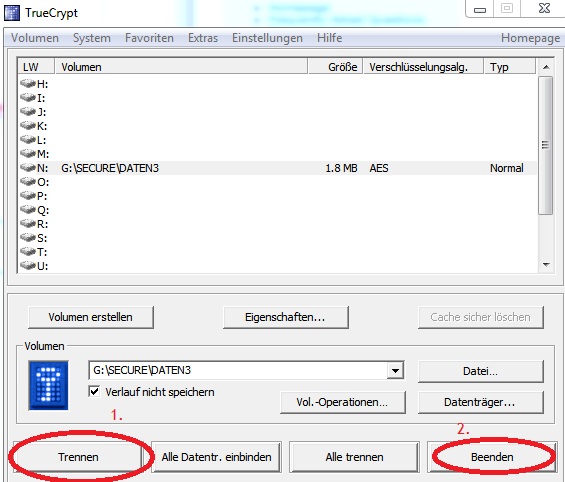 TrueCrypt
Volumen System Favoriten Extras Einstellungen Hilfe Homepage
LW Volumen Größe Verschlüsselungsalg. Typ
H:
I:
J:
K:
L:
M:
N: G:\SECURE\DATEN3 1.8 MB AES Normal
O:
P:
Q:
R:
S:
T:
U:
Volumen erstellen Eigenschaften... Cache sicher löschen
Volumen
G:\SECURE\DATEN3 Datei...
Verlauf nicht speichern
Vol.-Operationen... Datenträger...
1. 2.
Trennen Alle Datentr. einbinden Alle trennen Beenden